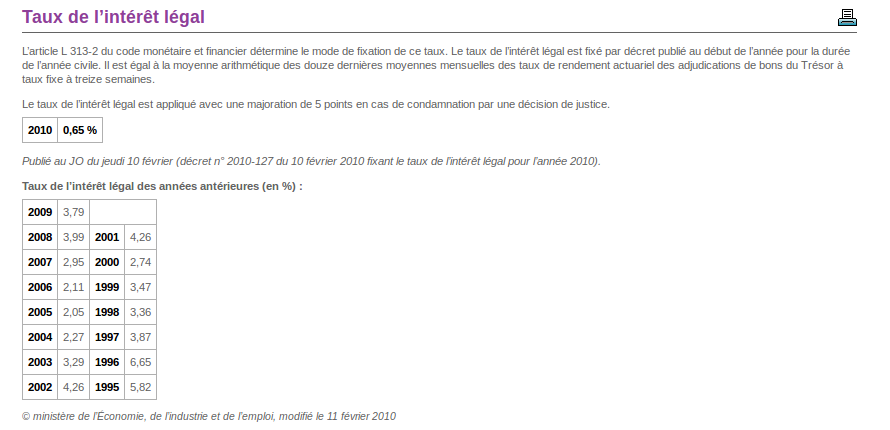 Taux de l'intérêt légal
L'article L 313-2 du code monétaire et financier détermine le mode de fixation de ce taux. Le taux de l'intérêt légal est fixé par décret publié au début de l'année pour la durée
de l'année civile. Il est égal à la moyenne arithmétique des douze dernières moyennes mensuelles des taux de rendement actuariel des adjudications de bons du Trésor à
taux fixe à treize semaines.
Le taux de l'intérêt légal est appliqué avec une majoration de 5 points en cas de condamnation par une décision de justice.
2010 0,65 %
Publié au JO du jeudi 10 février (décret n° 2010-127 du 10 février 2010 fixant le taux de l'intérêt légal pour l'année 2010).
Taux de l'intérêt légal des années antérieures (en %) :
2009 3,79
2008 3,99 2001 4,26
2007 2,95 2000 2,74
2006 2,11 1999 3,47
2005 2,05 1998 3,36
2004 2,27 1997 3,87
2003 3,29 1996 6,65
2002 4,26 1995 5,82
© ministère de l'Économie, de l'industrie et de l'emploi, modifié le 11 février 2010